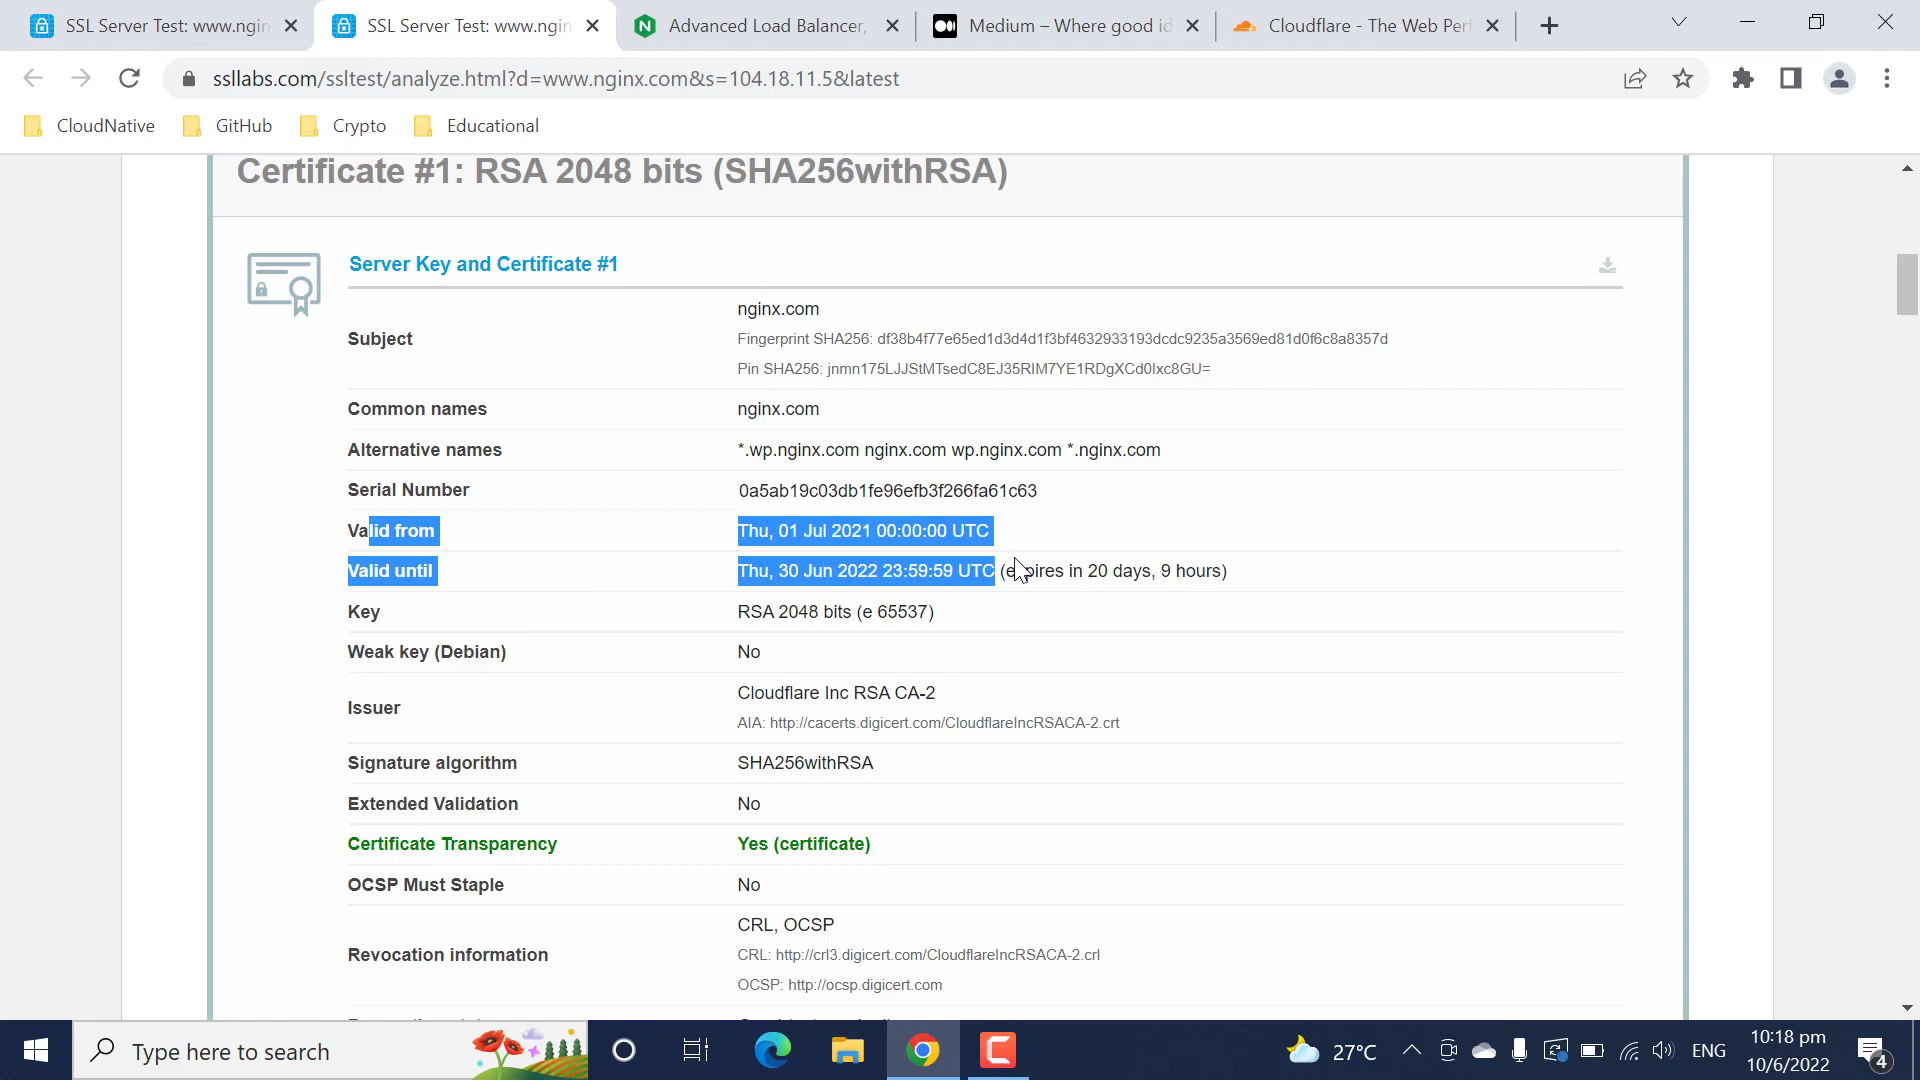 SSL Server Test: www.ngin
SSL Server Test: www.ngin
Advanced Load Balancer,
Medium – Where good id
Cloudflare - The Web Perf
ssllabs.com/ssltest/analyze.html?d=www.nginx.com&s=104.18.11.5&latest
CloudNative
GitHub
Crypto
Educational
Certificate #1: RSA 2048 bits (SHA256withRSA)
Server Key and Certificate #1
Subject
nginx.com
Fingerprint SHA256: df38b4f77e65ed1d3d4d1f3bf4632933193dcdc9235a3569ed81d0f6c8a8357d
Pin SHA256: jnmn175LJJStMTsedC8EJ35RIM7YE1RDgXCd0lxc8GU=
Common names nginx.com
Alternative names *.wp.nginx.com nginx.com wp.nginx.com *.nginx.com
Serial Number 0a5ab19c03db1fe96efb3f266fa61c63
Valid from Thu, 01 Jul 2021 00:00:00 UTC
Valid until Thu, 30 Jun 2022 23:59:59 UTC (expires in 20 days, 9 hours)
Key RSA 2048 bits (e 65537)
Weak key (Debian) No
Issuer
Cloudflare Inc RSA CA-2
AIA: http://cacerts.digicert.com/CloudflareIncRSACA-2.crt
Signature algorithm SHA256withRSA
Extended Validation No
Certificate Transparency Yes (certificate)
OCSP Must Staple No
Revocation information
CRL, OCSP
CRL: http://crl3.digicert.com/CloudflareIncRSACA-2.crl
OCSP: http://ocsp.digicert.com
Type here to search
27°C
ENG
10:18 pm
10/6/2022
4